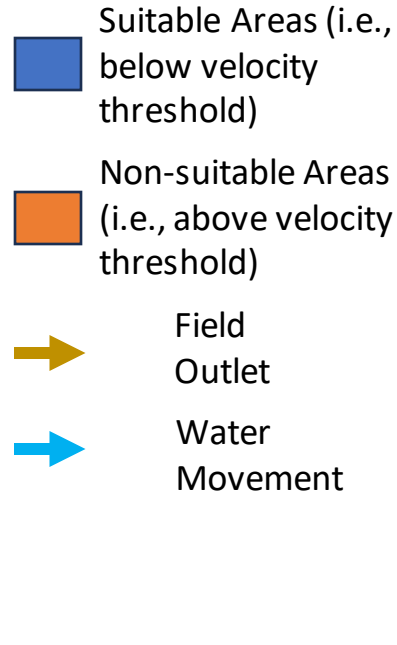 Suitable Areas (i.e.,
below velocity
threshold)
Non-suitable Areas
(i.e., above velocity
threshold)
Field
Outlet
Water
Movement